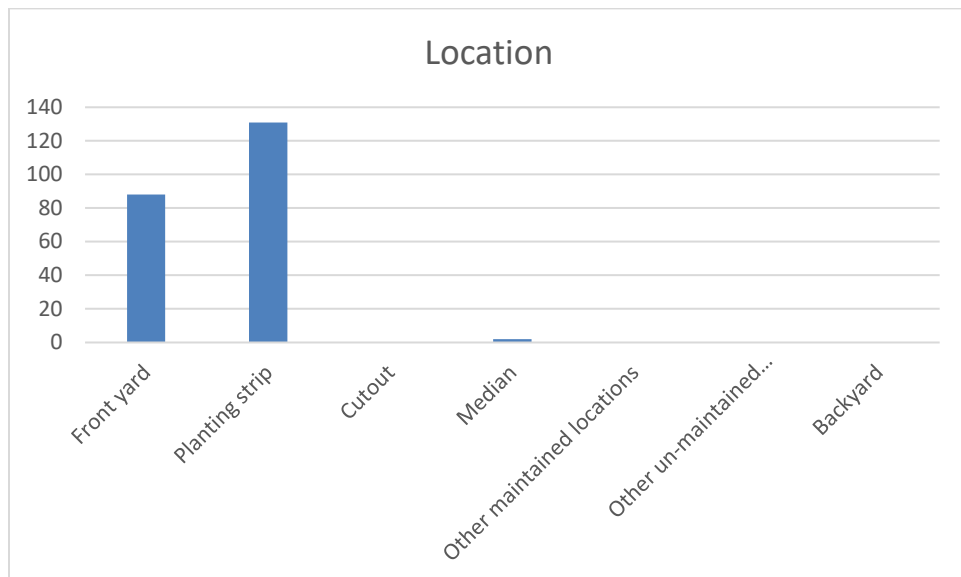 Location
140
120
100
80
60
40
20
0
Front yard
Planting strip
Cutout
Median
Other maintained locations
Other un-maintained...
Backyard